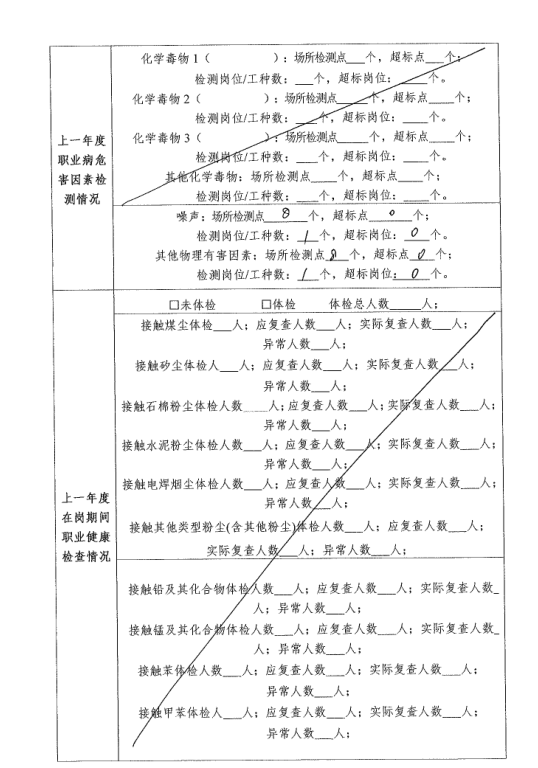 化学毒物1（　　　　）：场所检测点___个，超标点___个；
检测岗位/工种数：___个，超标岗位：____个。
化学毒物2（　　　　）：场所检测点____个，超标点____个；
检测岗位/工种数：___个，超标岗位：____个。
化学毒物3（　　　　）：场所检测点____个，超标点____个；
检测岗位/工种数：___个，超标岗位：____个。
其他化学毒物：场所检测点____个，超标点____个；
检测岗位/工种数：___个，超标岗位：____个。
上一年度
职业病危
害因素检
测情况
噪声：场所检测点 8 个，超标点 0 个；
检测岗位/工种数： 1 个，超标岗位： 0 个。
其他物理有害因素：场所检测点 8 个，超标点 0 个；
检测岗位/工种数： 1 个，超标岗位： 0 个。
□未体检　　□体检　　体检总人数_____人；
接触煤尘体检___人；应复查人数___人；实际复查人数___人；
异常人数___人；
接触矽尘体检人___人；应复查人数___人；实际复查人数___人；
异常人数___人；
接触石棉粉尘体检人数____人；应复查人数___人；实际复查人数___人；
异常人数___人；
接触水泥粉尘体检人数___人；应复查人数___人；实际复查人数___人；
异常人数___人；
接触电焊烟尘体检人数___人；应复查人数___人；实际复查人数___人；
异常人数___人；
接触其他类型粉尘(含其他粉尘)体检人数___人；应复查人数___人；
实际复查人数___人；异常人数___人；
上一年度
在岗期间
职业健康
检查情况
接触铅及其化合物体检人数___人；应复查人数___人；实际复查人数_
人；异常人数___人；
接触锰及其化合物体检人数___人；应复查人数___人；实际复查人数_
人；异常人数___人；
接触苯体检人数___人；应复查人数___人；实际复查人数___人；
异常人数___人；
接触甲苯体检人___人；应复查人数___人；实际复查人数___人；
异常人数___人；